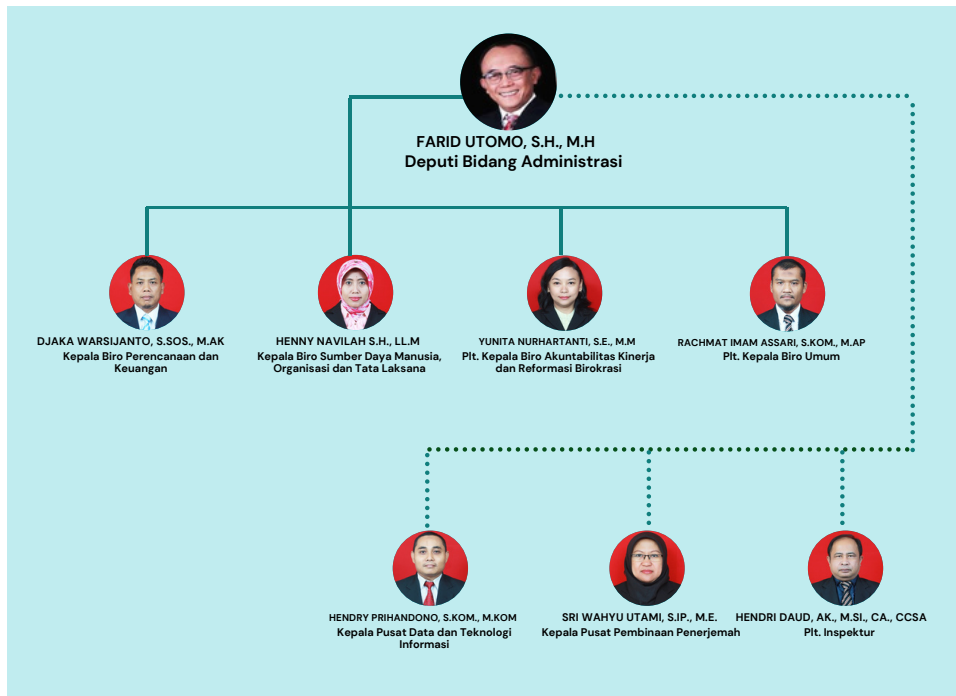 FARID UTOMO, S.H., M.H
Deputi Bidang Administrasi
DJAKA WARSIJANTO, S.SOS., M.AK
Kepala Biro Perencanaan dan
Keuangan
HENNY NAVILAH S.H., LL.M
Kepala Biro Sumber Daya Manusia,
Organisasi dan Tata Laksana
YUNITA NURHARTANTI, S.E., M.M
Plt. Kepala Biro Akuntabilitas Kinerja
dan Reformasi Birokrasi
RACHMAT IMAM ASSARI, S.KOM., M.AP
Plt. Kepala Biro Umum
HENDRY PRIHANDONO, S.KOM., M.KOM
Kepala Pusat Data dan Teknologi
Informasi
SRI WAHYU UTAMI, S.IP., M.E.
Kepala Pusat Pembinaan Penerjemah
HENDRI DAUD, AK., M.SI., CA., CCSA
Plt. Inspektur